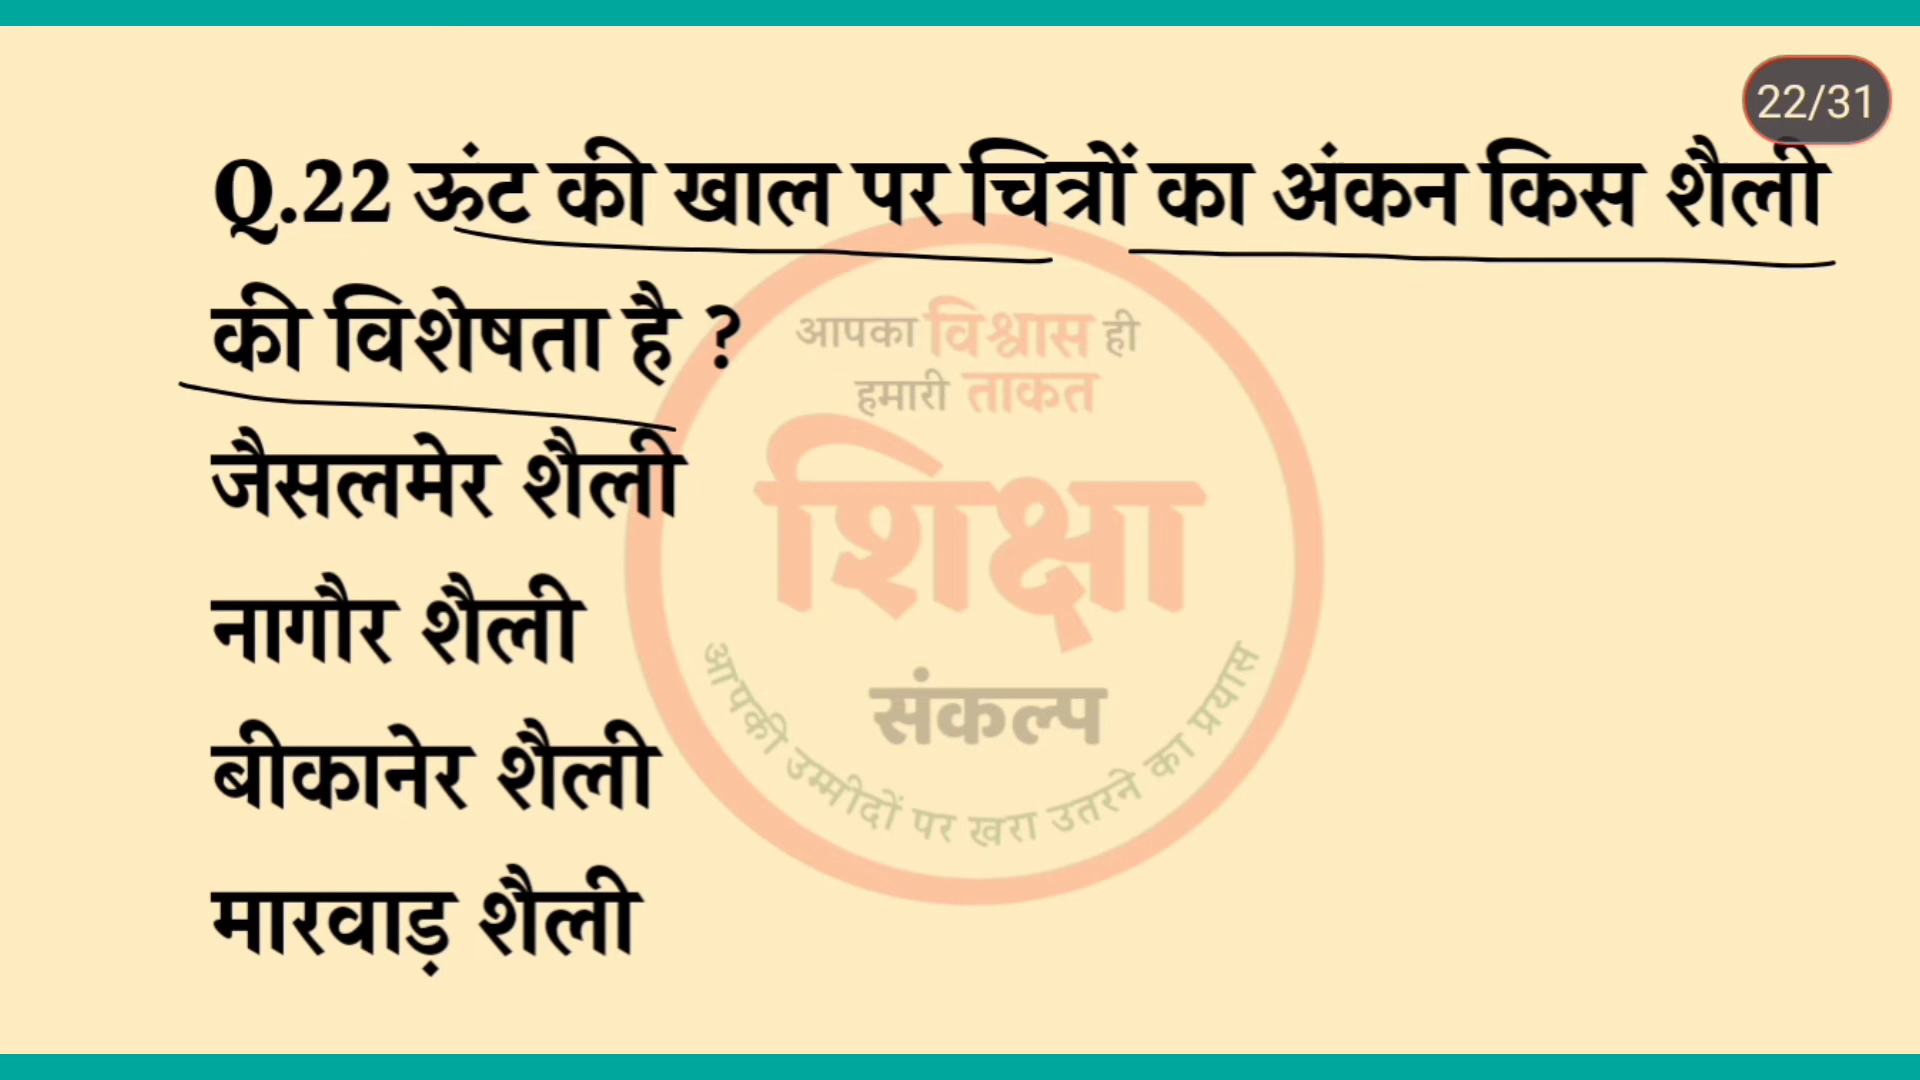 22/31
Q.22 ऊंट की खाल पर चित्रों का अंकन किस शैली
की विशेषता है ?
जैसलमेर शैली
नागौर शैली
बीकानेर शैली
मारवाड़ शैली
आपका विश्वास ही
हमारी ताकत
शिक्षा
संकल्प
आपकी उम्मीदों पर खरा उतरने का प्रयास